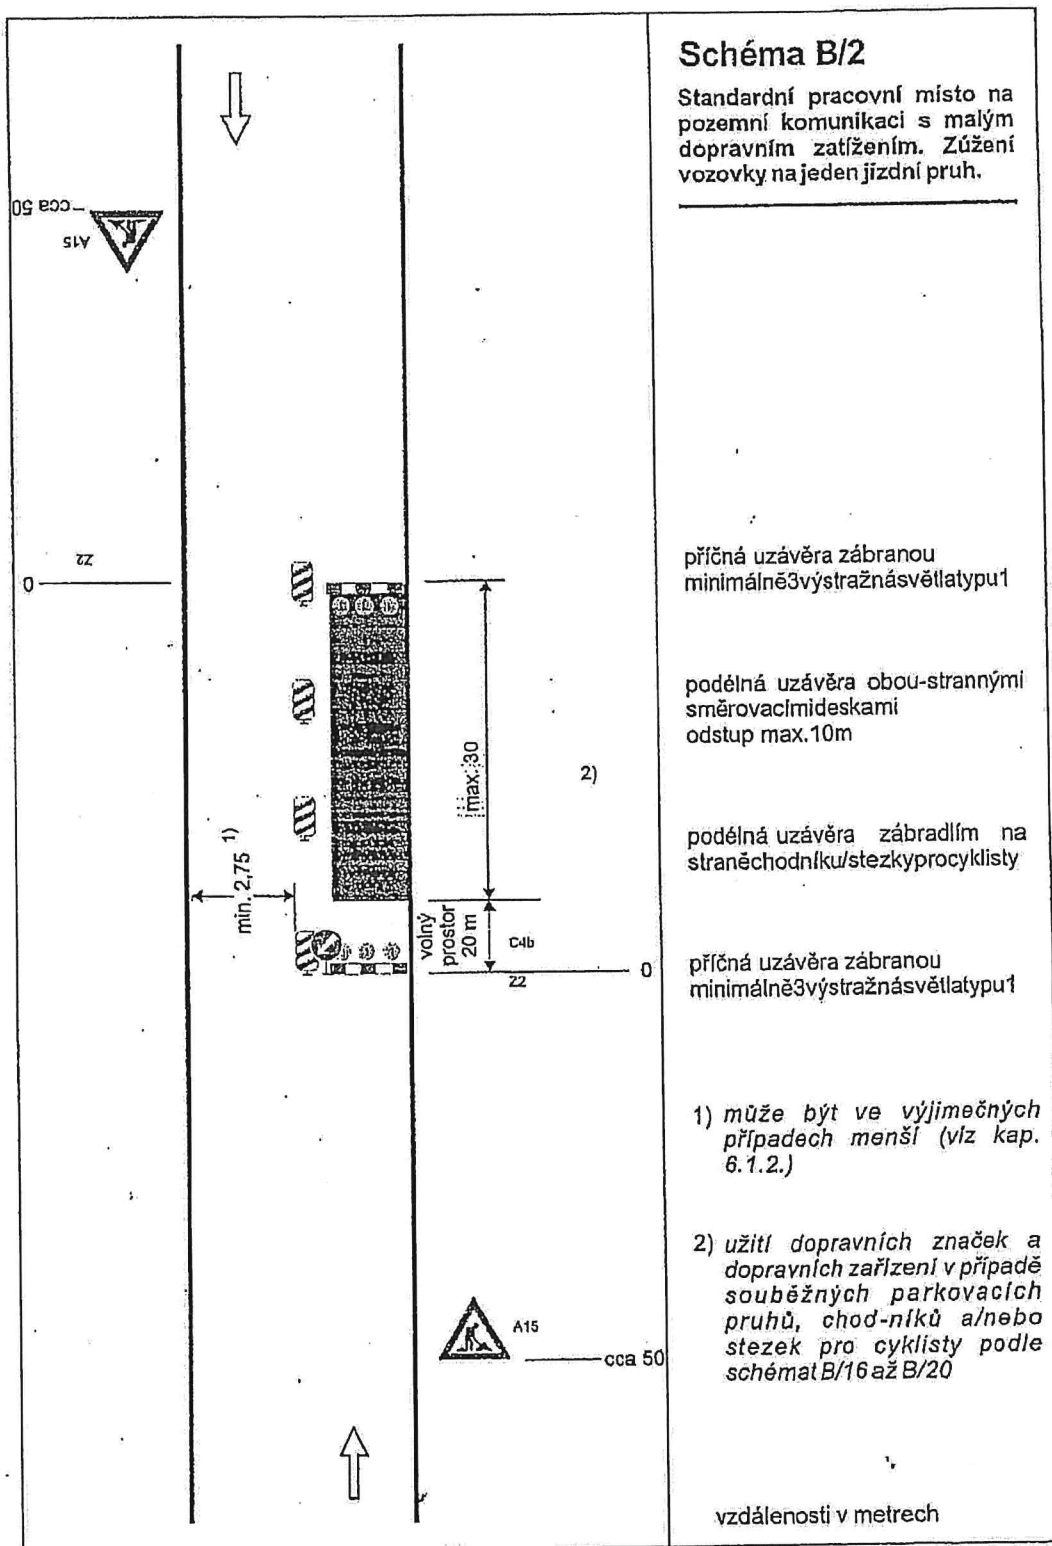 Schéma B/2
Standardní pracovní místo na
pozemní komunikaci s malým
dopravním zatížením. Zúžení
vozovky na jeden jízdní pruh.
cca 50
A15
Z2
0
příčná uzávěra zábranou
minimálně3výstražnásvětlatypu1
podélná uzávěra obou-strannými
směrovacímideskami
odstup max.10m
max. 30
2)
podélná uzávěra zábradlím na
straněchodníku/stezkyprocyklisty
min. 2,75 1)
volný
prostor
20 m
C4b
Z2
0
příčná uzávěra zábranou
minimálně3výstražnásvětlatypu1
1) může být ve výjimečných
případech menší (viz kap.
6.1.2.)
2) užití dopravních značek a
dopravních zařízení v případě
souběžných parkovacích
pruhů, chod-níků a/nebo
stezek pro cyklisty podle
schémat B/16 až B/20
A15
cca 50
vzdálenosti v metrech